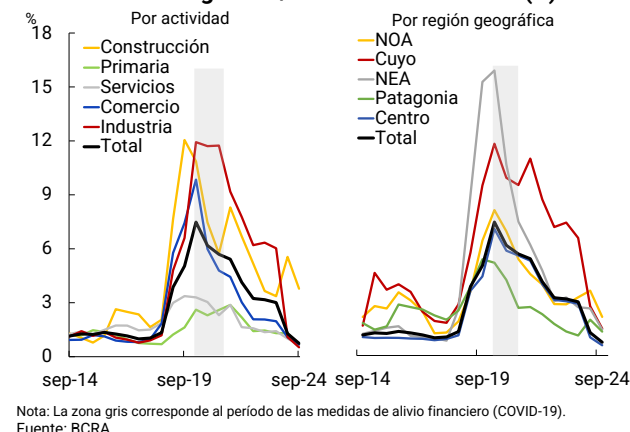 %
Por actividad
18
15
12
9
6
3
0
Construcción
Primaria
Servicios
Comercio
Industria
Total
sep-14
sep-19
sep-24
Por región geográfica
NOA
Cuyo
NEA
Patagonia
Centro
Total
sep-14
sep-19
sep-24
Nota: La zona gris corresponde al período de las medidas de alivio financiero (COVID-19).
Fuente: BCRA